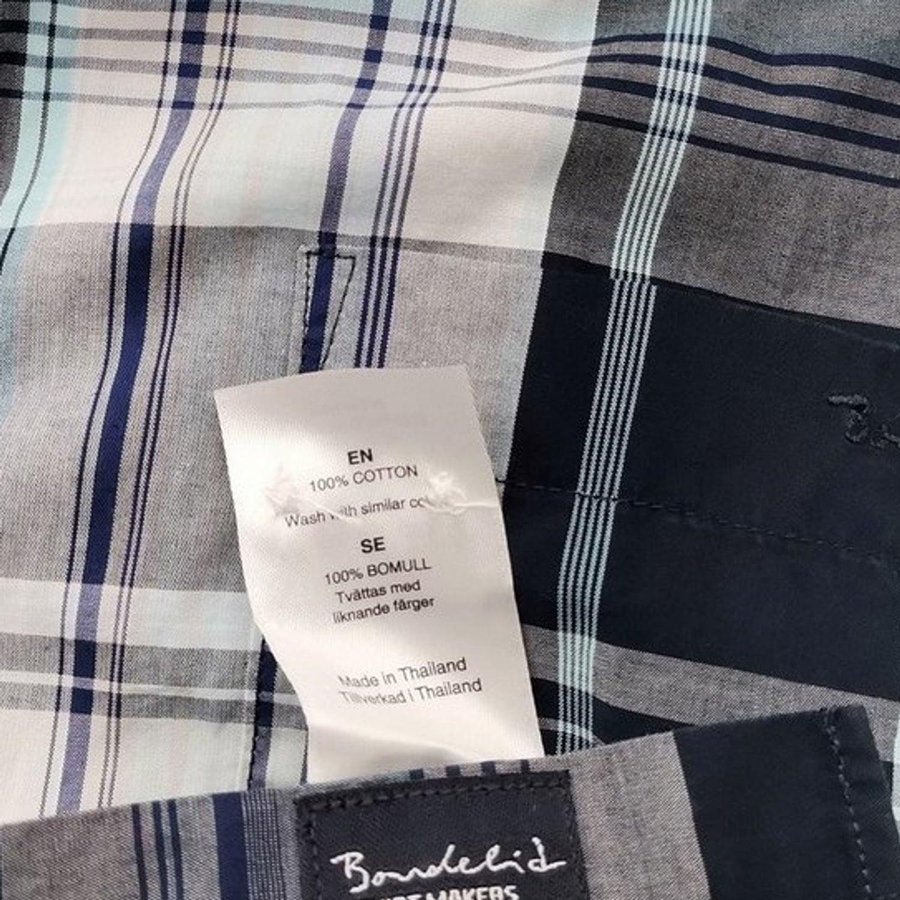 EN
100% COTTON
Wash with similar
SE
100% BOMULL
Tvättas med
liknande färger
Made in Thailand
Tillverkad i Thailand
Bondelid
MAKERS